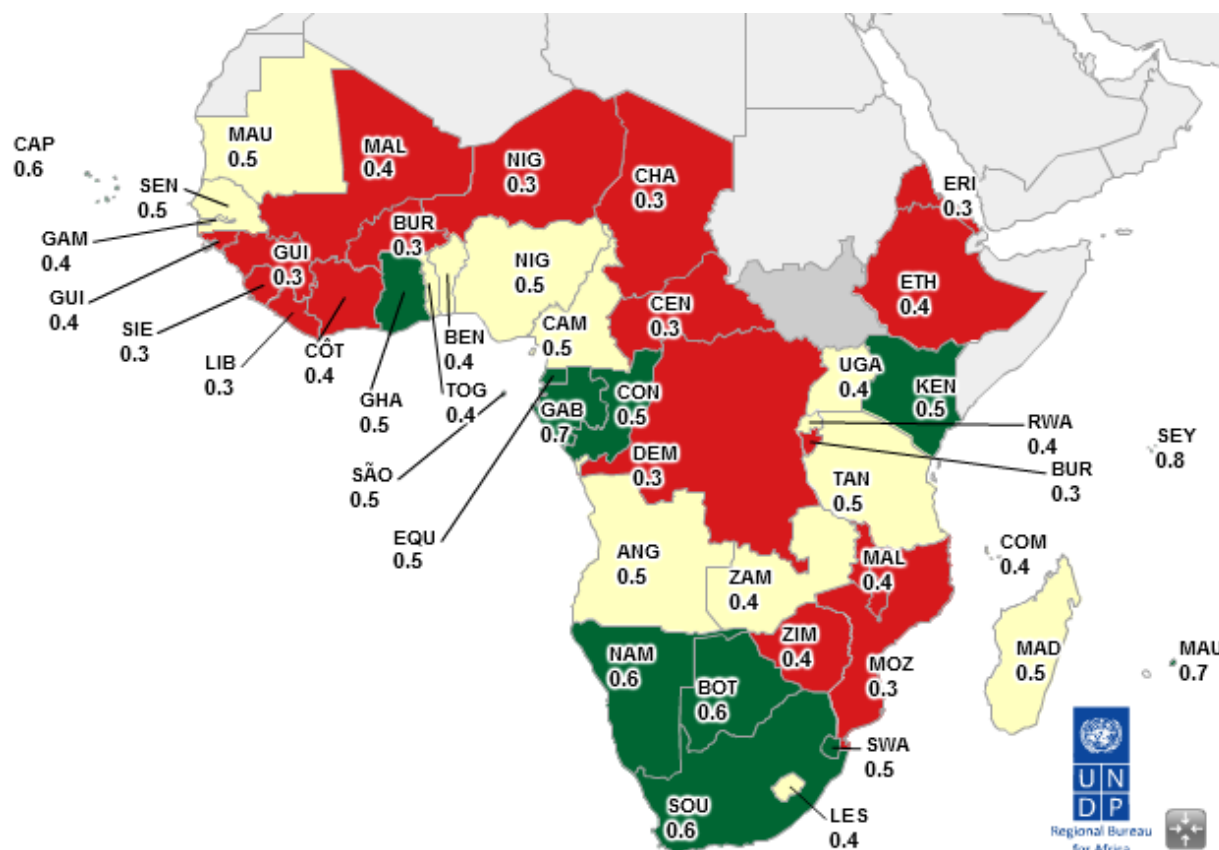 CAP
0.6
MAU
0.5
MAL
0.4
NIG
0.3
CHA
0.3
ERI
0.3
SEN
0.5
GAM
0.4
GUI
0.4
GUI
0.3
BUR
0.3
NIG
0.5
ETH
0.4
SIE
0.3
LIB
0.3
CÔT
0.4
GHA
0.5
TOG
0.4
BEN
0.4
CAM
0.5
CEN
0.3
UGA
0.4
KEN
0.5
SÃO
0.5
EQU
0.5
GAB
0.7
CON
0.5
DEM
0.3
RWA
0.4
BUR
0.3
SEY
0.8
TAN
0.5
ANG
0.5
ZAM
0.4
MAL
0.4
COM
0.4
NAM
0.6
BOT
0.6
ZIM
0.4
MOZ
0.3
MAD
0.5
MAU
0.7
SWA
0.5
SOU
0.6
LES
0.4
U N
D P
Regional Bureau
for Africa